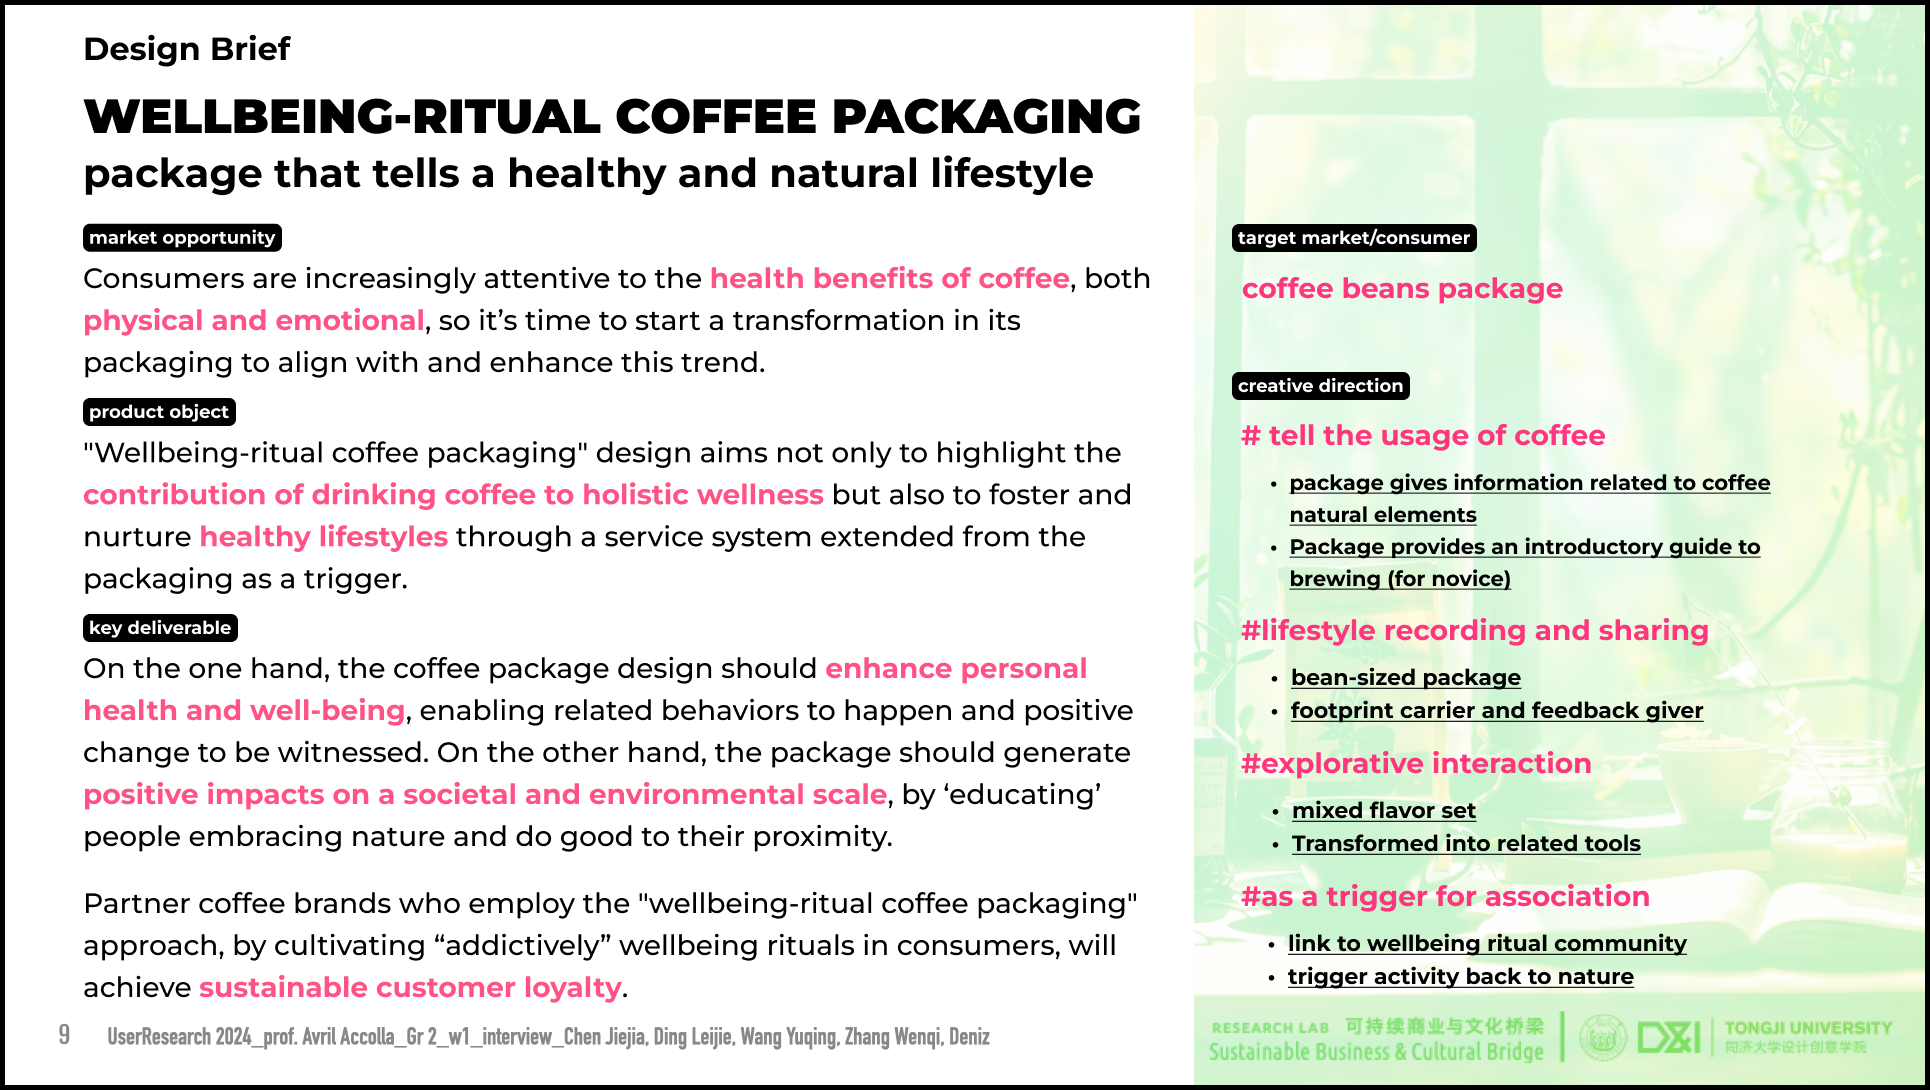 Design Brief
WELLBEING-RITUAL COFFEE PACKAGING
package that tells a healthy and natural lifestyle
market opportunity
Consumers are increasingly attentive to the health benefits of coffee, both
physical and emotional, so it’s time to start a transformation in its
packaging to align with and enhance this trend.
product object
"Wellbeing-ritual coffee packaging" design aims not only to highlight the
contribution of drinking coffee to holistic wellness but also to foster and
nurture healthy lifestyles through a service system extended from the
packaging as a trigger.
key deliverable
On the one hand, the coffee package design should enhance personal
health and well-being, enabling related behaviors to happen and positive
change to be witnessed. On the other hand, the package should generate
positive impacts on a societal and environmental scale, by ‘educating’
people embracing nature and do good to their proximity.
Partner coffee brands who employ the "wellbeing-ritual coffee packaging"
approach, by cultivating “addictively” wellbeing rituals in consumers, will
achieve sustainable customer loyalty.
target market/consumer
coffee beans package
creative direction
# tell the usage of coffee
• package gives information related to coffee
natural elements
• Package provides an introductory guide to
brewing (for novice)
#lifestyle recording and sharing
• bean-sized package
• footprint carrier and feedback giver
#explorative interaction
• mixed flavor set
• Transformed into related tools
#as a trigger for association
• link to wellbeing ritual community
• trigger activity back to nature
9 UserResearch 2024_prof. Avril Accolla_Gr 2_w1_interview_Chen Jiejia, Ding Leijie, Wang Yuqing, Zhang Wenqi, Deniz
RESEARCH LAB 可持续商业与文化桥梁
Sustainable Business & Cultural Bridge
D&I
TONGJI UNIVERSITY
同济大学设计创意学院